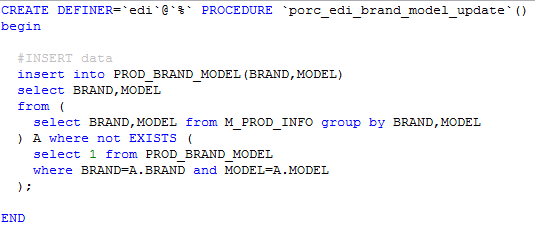 CREATE DEFINER=`edi`@`%` PROCEDURE `porc_edi_brand_model_update`()
begin
#INSERT data
insert into PROD_BRAND_MODEL(BRAND,MODEL)
select BRAND,MODEL
from (
select BRAND,MODEL from M_PROD_INFO group by BRAND,MODEL
) A where not EXISTS (
select 1 from PROD_BRAND_MODEL
where BRAND=A.BRAND and MODEL=A.MODEL
);
END